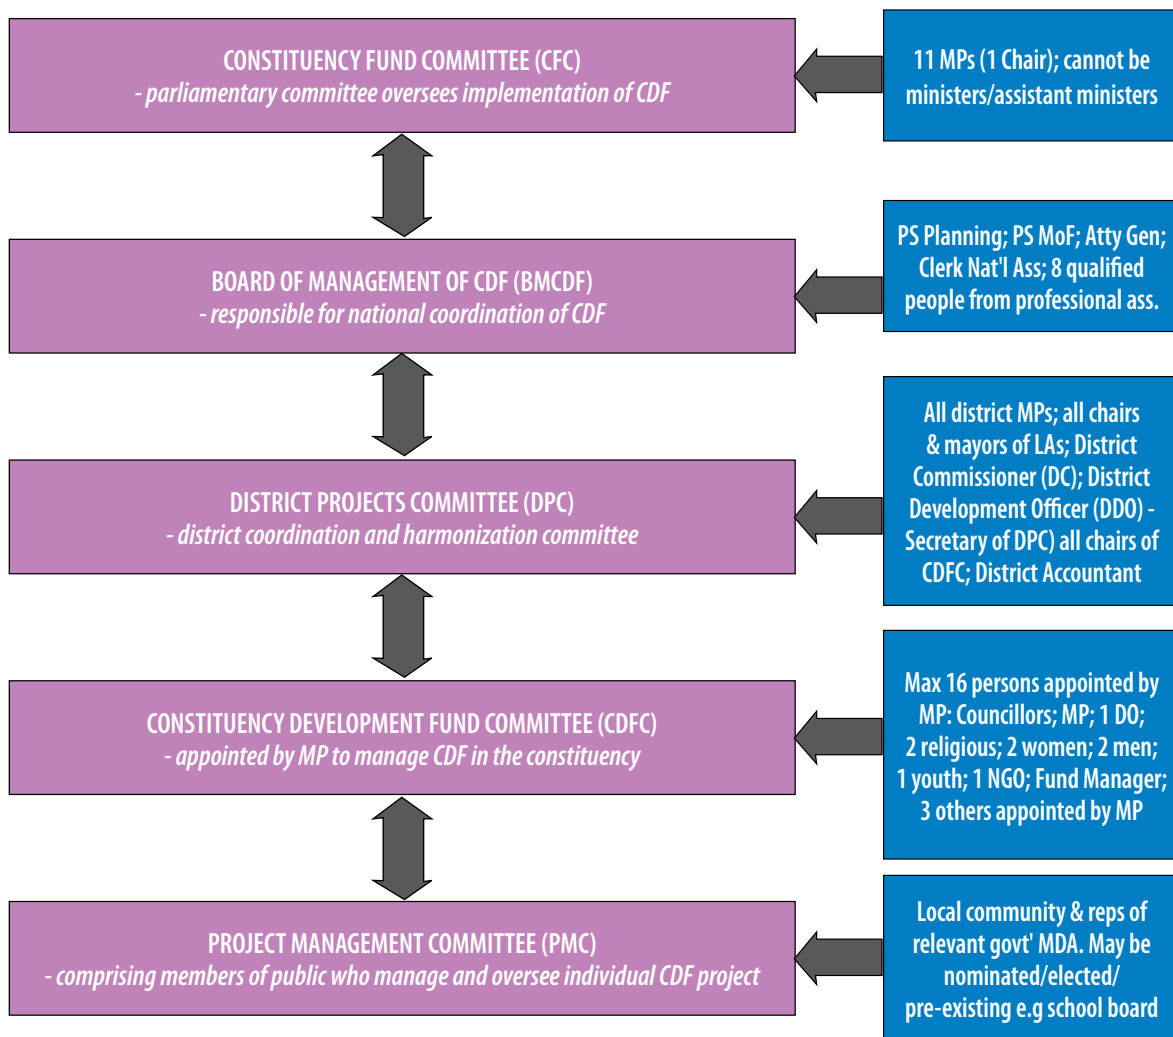 CONSTITUENCY FUND COMMITTEE (CFC)
- parliamentary committee oversees implementation of CDF
11 MPs (1 Chair); cannot be
ministers/assistant ministers
BOARD OF MANAGEMENT OF CDF (BMCDF)
- responsible for national coordination of CDF
PS Planning; PS MoF; Atty Gen;
Clerk Nat'l Ass; 8 qualified
people from professional ass.
DISTRICT PROJECTS COMMITTEE (DPC)
- district coordination and harmonization committee
All district MPs; all chairs
& mayors of LAs; District
Commissioner (DC); District
Development Officer (DDO) -
Secretary of DPC) all chairs of
CDFC; District Accountant
CONSTITUENCY DEVELOPMENT FUND COMMITTEE (CDFC)
- appointed by MP to manage CDF in the constituency
Max 16 persons appointed by
MP: Councillors; MP; 1 DO;
2 religious; 2 women; 2 men;
1 youth; 1 NGO; Fund Manager;
3 others appointed by MP
PROJECT MANAGEMENT COMMITTEE (PMC)
- comprising members of public who manage and oversee individual CDF project
Local community & reps of
relevant govt' MDA. May be
nominated/elected/
pre-existing e.g school board